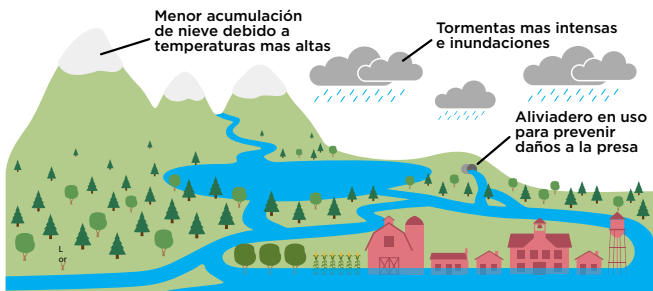 Menor acumulación
de nieve debido a
temperaturas mas altas
Tormentas mas intensas
e inundaciones
Aliviadero en uso
para prevenir
daños a la presa
L
or